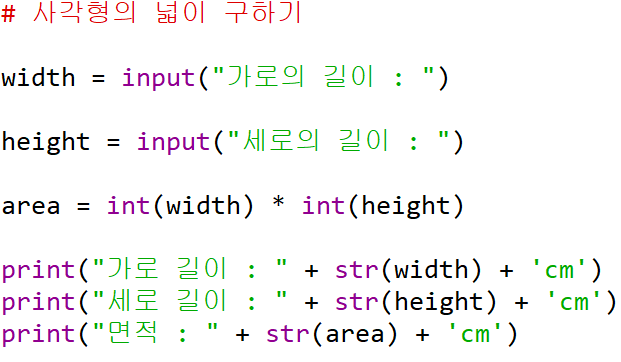 # 사각형의 넓이 구하기
width = input("가로의 길이 : ")
height = input("세로의 길이 : ")
area = int(width) * int(height)
print("가로 길이 : " + str(width) + 'cm')
print("세로 길이 : " + str(height) + 'cm')
print("면적 : " + str(area) + 'cm')